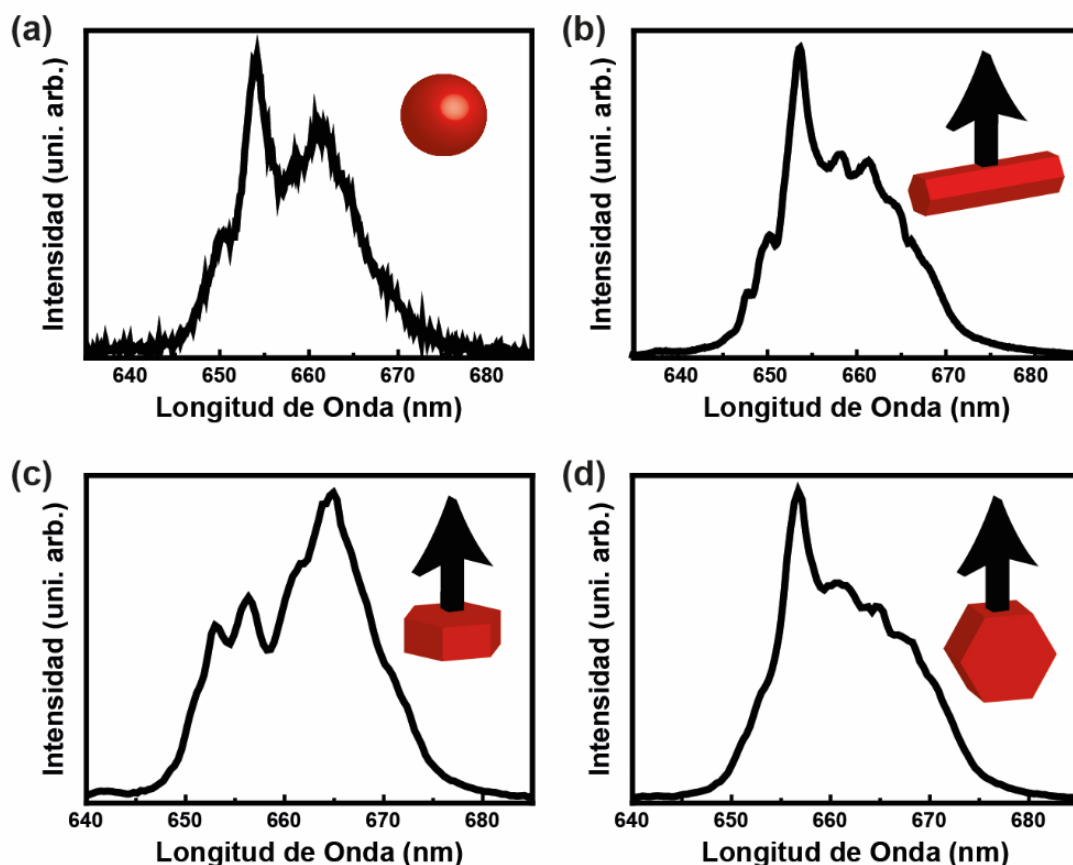 (a)
Intensidad (uni. arb.)
640 650 660 670 680
Longitud de Onda (nm)
(b)
Intensidad (uni. arb.)
640 650 660 670 680
Longitud de Onda (nm)
(c)
Intensidad (uni. arb.)
640 650 660 670 680
Longitud de Onda (nm)
(d)
Intensidad (uni. arb.)
640 650 660 670 680
Longitud de Onda (nm)